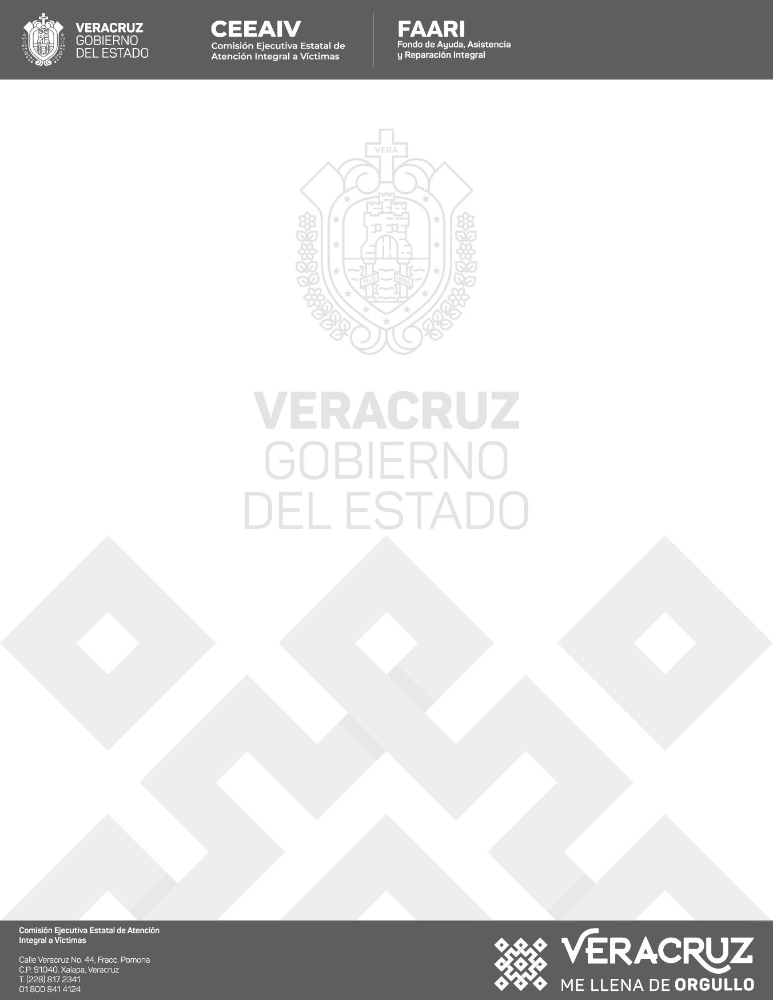 VERACRUZ
GOBIERNO
DEL ESTADO
CEEAIV
Comisión Ejecutiva Estatal de
Atención Integral a Víctimas
FAARI
Fondo de Ayuda, Asistencia
y Reparación Integral
VERA
PLUS
ULTRA
VERACRUZ
GOBIERNO
DEL ESTADO
Comisión Ejecutiva Estatal de Atención
Integral a Víctimas
Calle Veracruz No. 44, Fracc. Pomona
C.P. 91040, Xalapa, Veracruz
T. (228) 817 2341
01 800 841 4124
VERACRUZ
ME LLENA DE ORGULLO